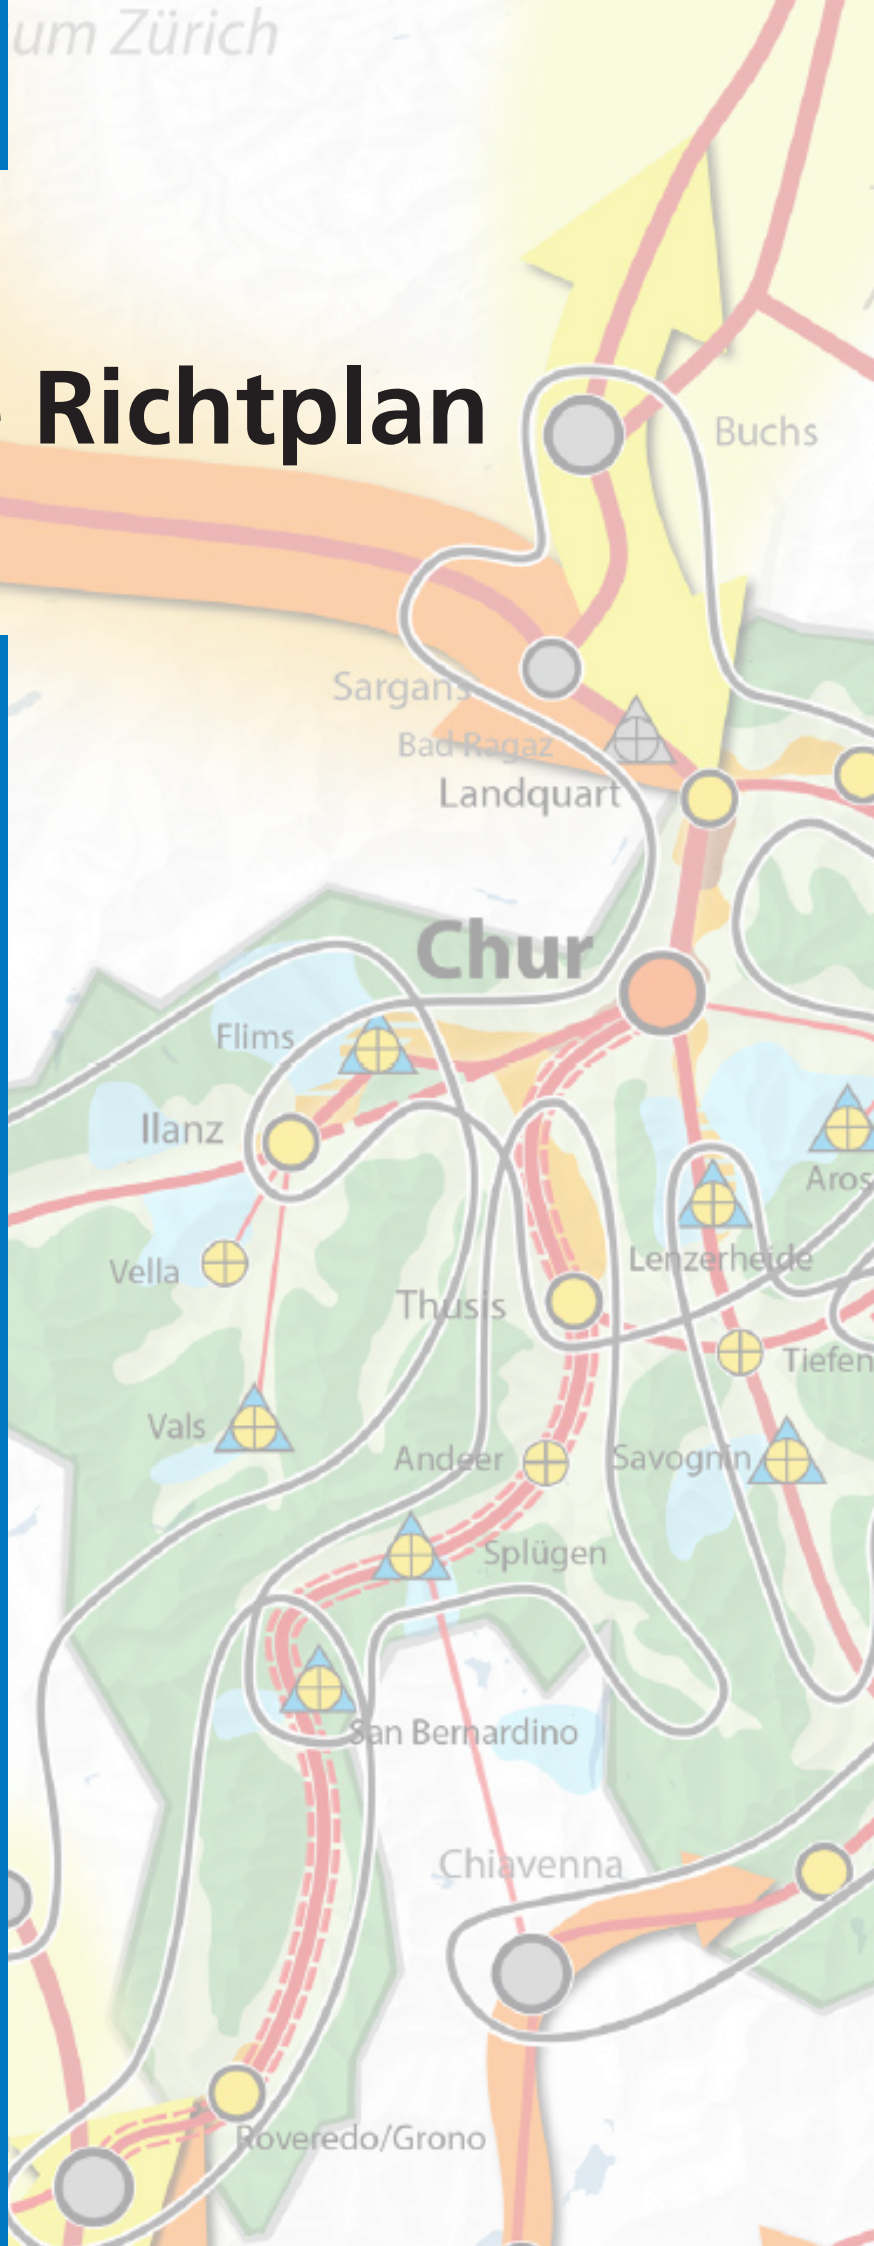 um Zürich
Richtplan
Buchs
Sargans
Bad Ragaz
Landquart
Chur
Flims
Ilanz
Aros
Lenzerheide
Vella
Thusis
Tiefen
Vals
Andeer
Savognin
Splügen
San Bernardino
Chiavenna
Roveredo/Grono